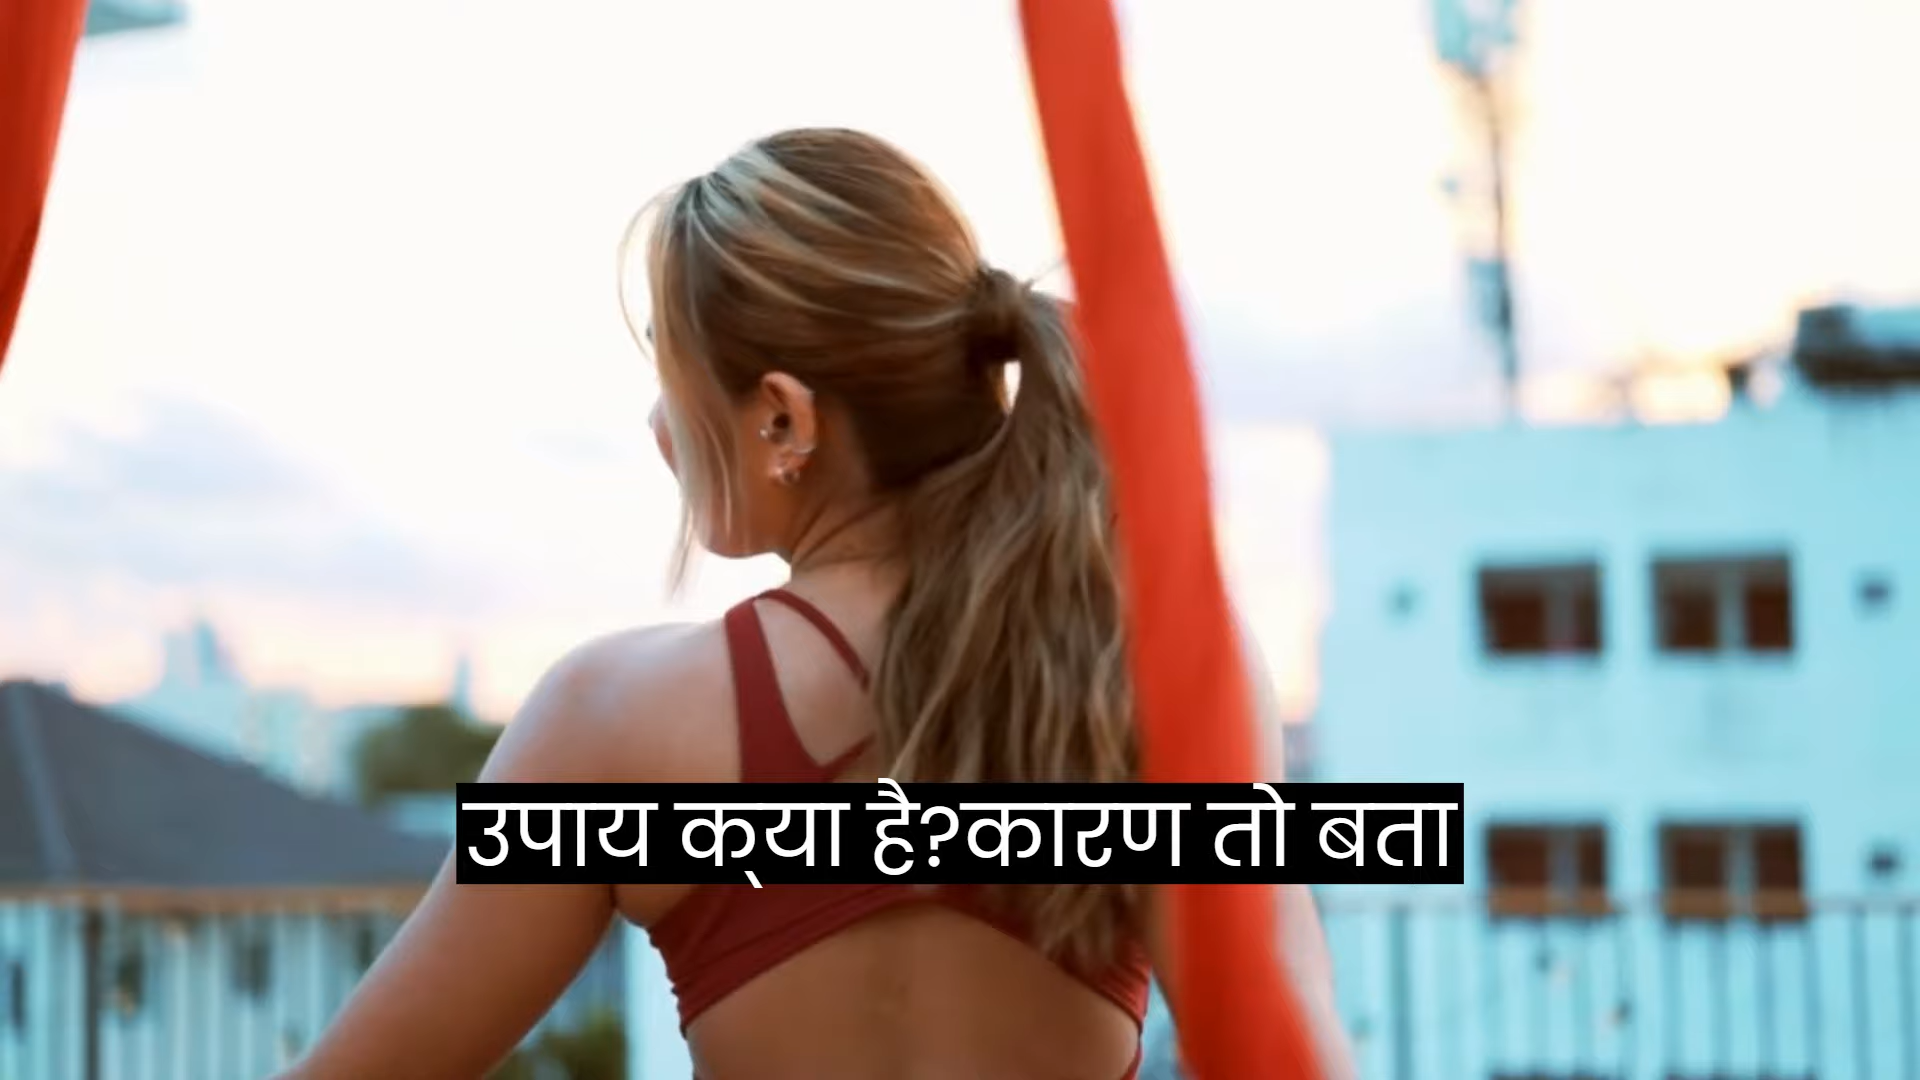 उपाय क्या है?कारण तो बता